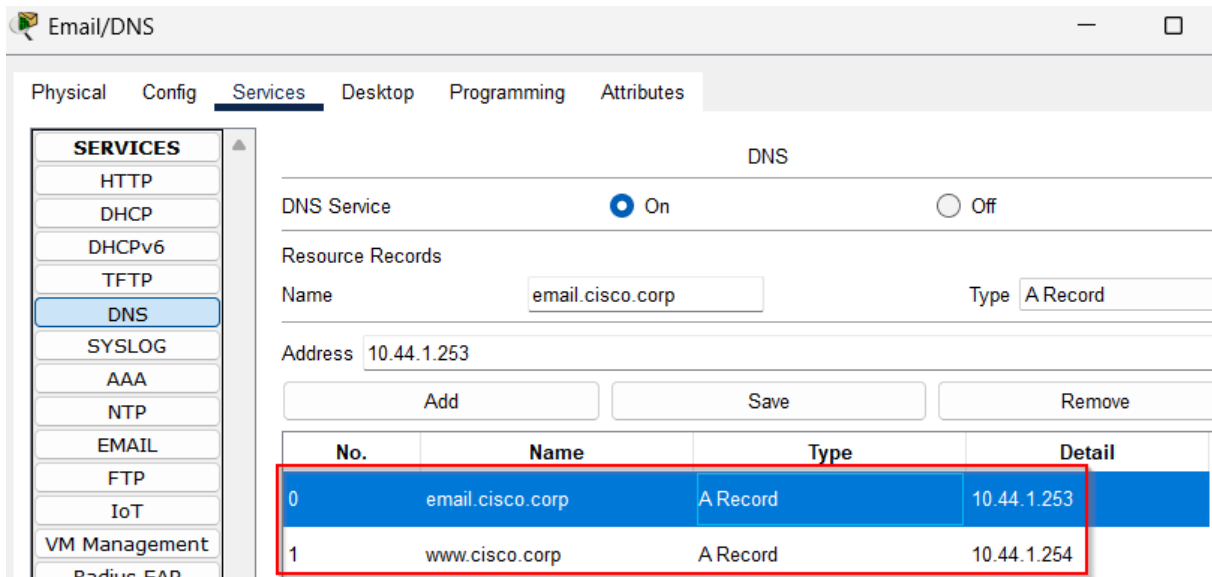 Email/DNS
Physical Config Services Desktop Programming Attributes
SERVICES
HTTP
DHCP
DHCPv6
TFTP
DNS
SYSLOG
AAA
NTP
EMAIL
FTP
IoT
VM Management
Radius EAP
DNS
DNS Service On Off
Resource Records
Name email.cisco.corp Type A Record
Address 10.44.1.253
Add Save Remove
No. Name Type Detail
0 email.cisco.corp A Record 10.44.1.253
1 www.cisco.corp A Record 10.44.1.254